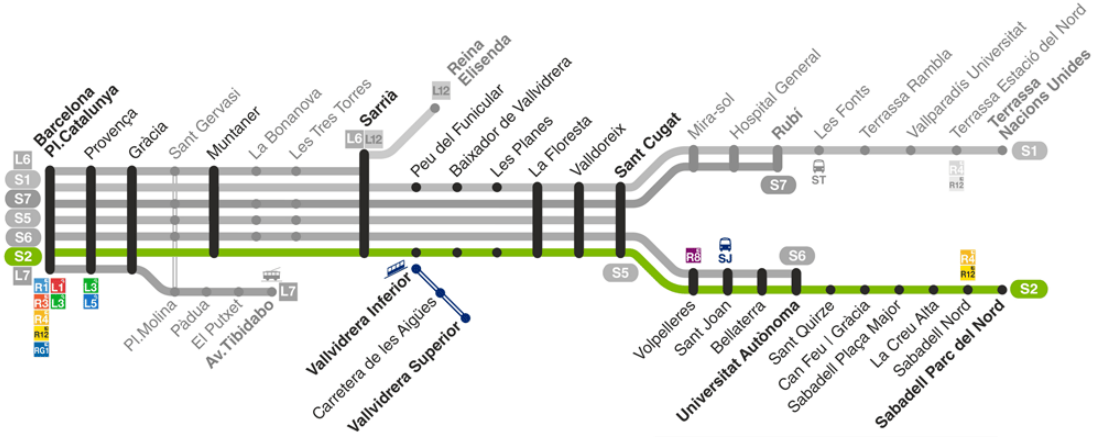 Barcelona
Pl.Catalunya
Provença
Gràcia
Sant Gervasi
Muntaner
La Bonanova
Les Tres Torres
Sarrià
Reina
Elisenda
Peu del Funicular
Baixador de Vallvidrera
Les Planes
La Floresta
Valldoreix
Sant Cugat
Mira-sol
Hospital General
Rubí
Les Fonts
Terrassa Rambla
Vallparadís Universitat
Terrassa Estació del Nord
Terrassa
Nacions Unides
L12
L6 L12
L6
S1
S7
S5
S6
S2
L7
S1
ST
R4
R12
S7
R1 L1
R3 L3
R4
R12
RG1
L3
L5
L7
S5
R8
SJ
S6
R4
R12
S2
Pl.Molina
Pàdua
El Putxet
Av.Tibidabo
Vallvidrera Inferior
Carretera de les Aigües
Vallvidrera Superior
Volpelleres
Sant Joan
Bellaterra
Universitat Autònoma
Sant Quirze
Can Feu | Gràcia
Sabadell Plaça Major
La Creu Alta
Sabadell Nord
Sabadell Parc del Nord